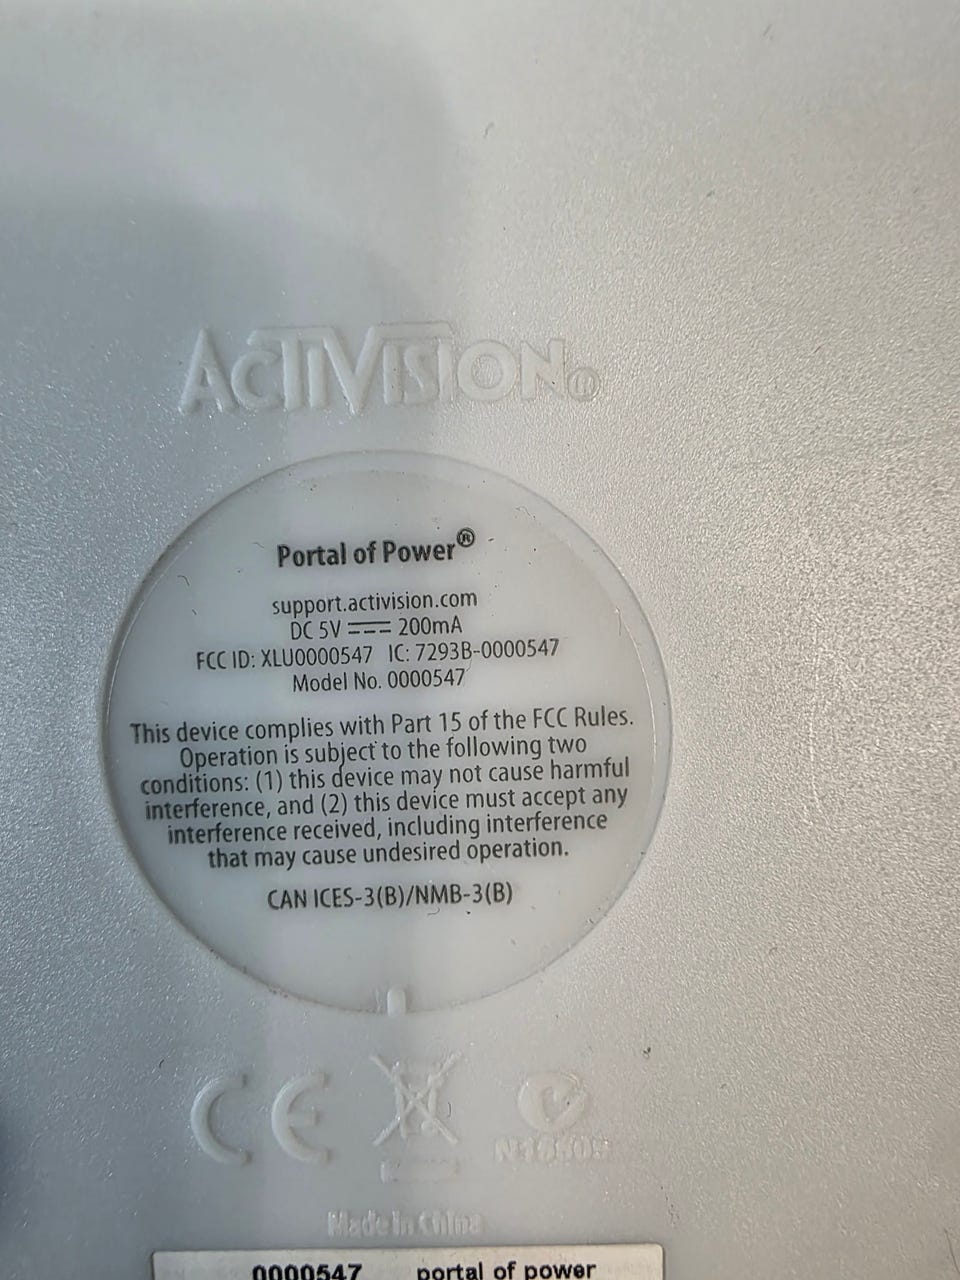 ACTIVISION®
Portal of Power®
support.activision.com
DC 5V ⎓ 200mA
FCC ID: XLU0000547 IC: 7293B-0000547
Model No. 0000547
This device complies with Part 15 of the FCC Rules.
Operation is subject to the following two
conditions: (1) this device may not cause harmful
interference, and (2) this device must accept any
interference received, including interference
that may cause undesired operation.
CAN ICES-3(B)/NMB-3(B)
CE
Made in China
0000547 portal of power